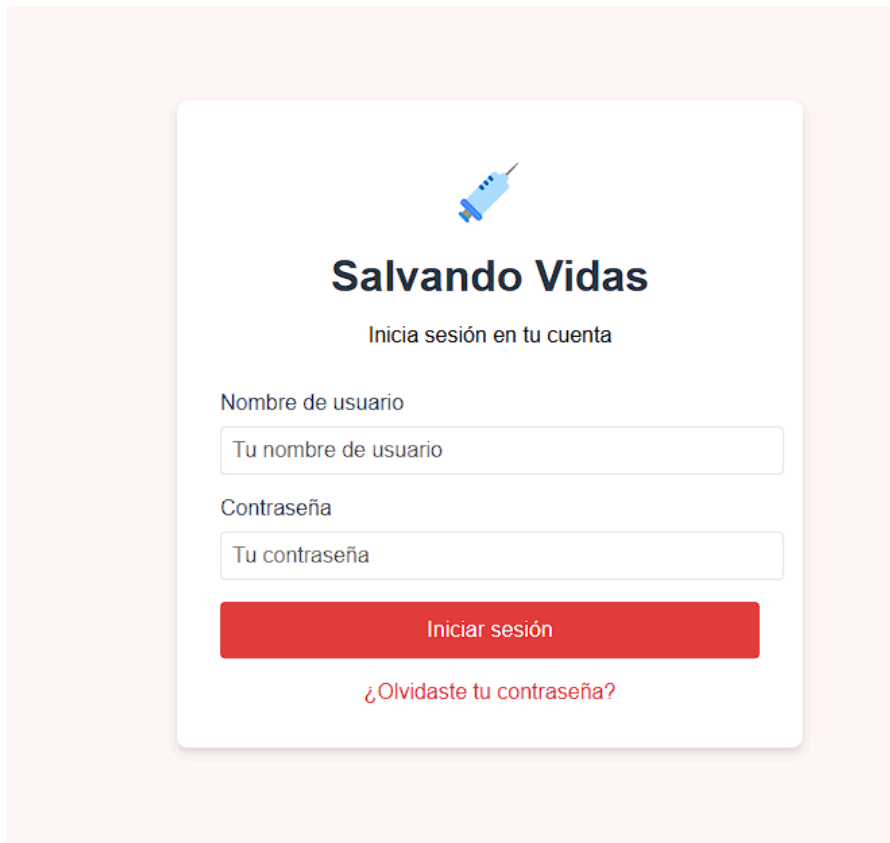 Salvando Vidas
Inicia sesión en tu cuenta
Nombre de usuario
Tu nombre de usuario
Contraseña
Tu contraseña
Iniciar sesión
¿Olvidaste tu contraseña?